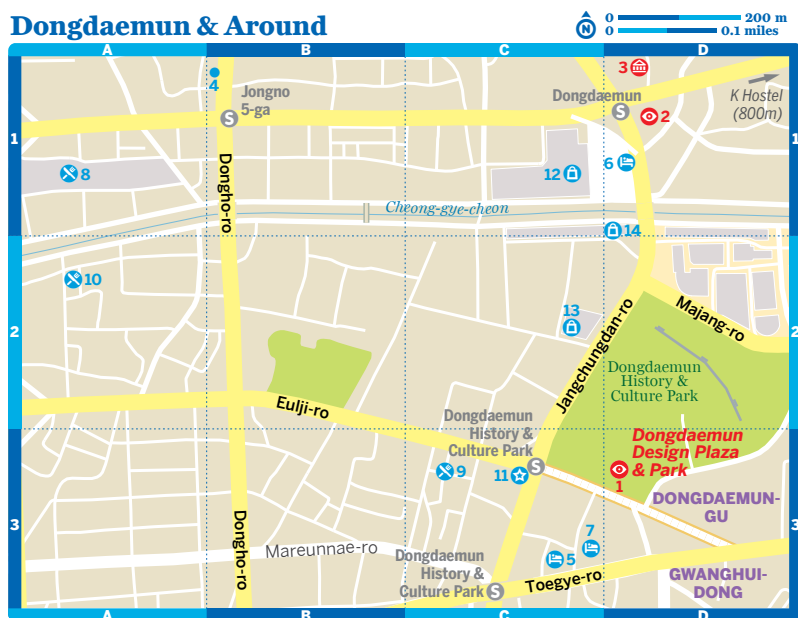 Dongdaemun & Around
N
0 200 m
0 0.1 miles
A B C D
3
4
Jongno
5-ga
S
Dongdaemun
S
2
K Hostel
(800m)
1
1
8
12
6
Dongho-ro
Cheong-gye-cheon
14
10
13
Jangchungdan-ro
Majang-ro
2
2
Dongdaemun
History &
Culture Park
Eulji-ro
Dongdaemun
History &
Culture Park
S
Dongdaemun
Design Plaza
& Park
1
9
11
DONGDAEMUN-
GU
3
3
Dongho-ro
Mareunnae-ro
7
5
Dongdaemun
History &
Culture Park
S
Toegye-ro
GWANGHUI-
DONG
A B C D